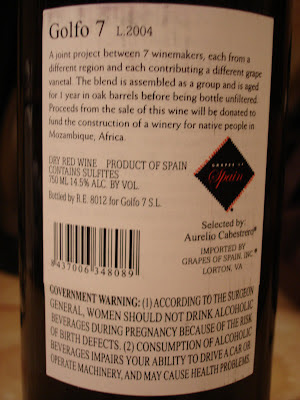 Golfo 7 L.2004
A joint project between 7 winemakers, each from a
different region and each contributing a different grape
varietal. The blend is assembled as a group and is aged
for 1 year in oak barrels before being bottle unfiltered.
Proceeds from the sale of this wine will be donated to
fund the construction of a winery for native people in
Mozambique, Africa.
DRY RED WINE PRODUCT OF SPAIN
CONTAINS SULFITES
750 ML 14.5% ALC. BY VOL.
Bottled by R.E. 8012 for Golfo 7 S.L.
GRAPES OF
Spain
Selected by:
Aurelio Cabestrero®
IMPORTED BY
GRAPES OF SPAIN, INC.®
LORTON, VA
8 437006 348089
GOVERNMENT WARNING: (1) ACCORDING TO THE SURGEON
GENERAL, WOMEN SHOULD NOT DRINK ALCOHOLIC
BEVERAGES DURING PREGNANCY BECAUSE OF THE RISK
OF BIRTH DEFECTS. (2) CONSUMPTION OF ALCOHOLIC
BEVERAGES IMPAIRS YOUR ABILITY TO DRIVE A CAR OR
OPERATE MACHINERY, AND MAY CAUSE HEALTH PROBLEMS.